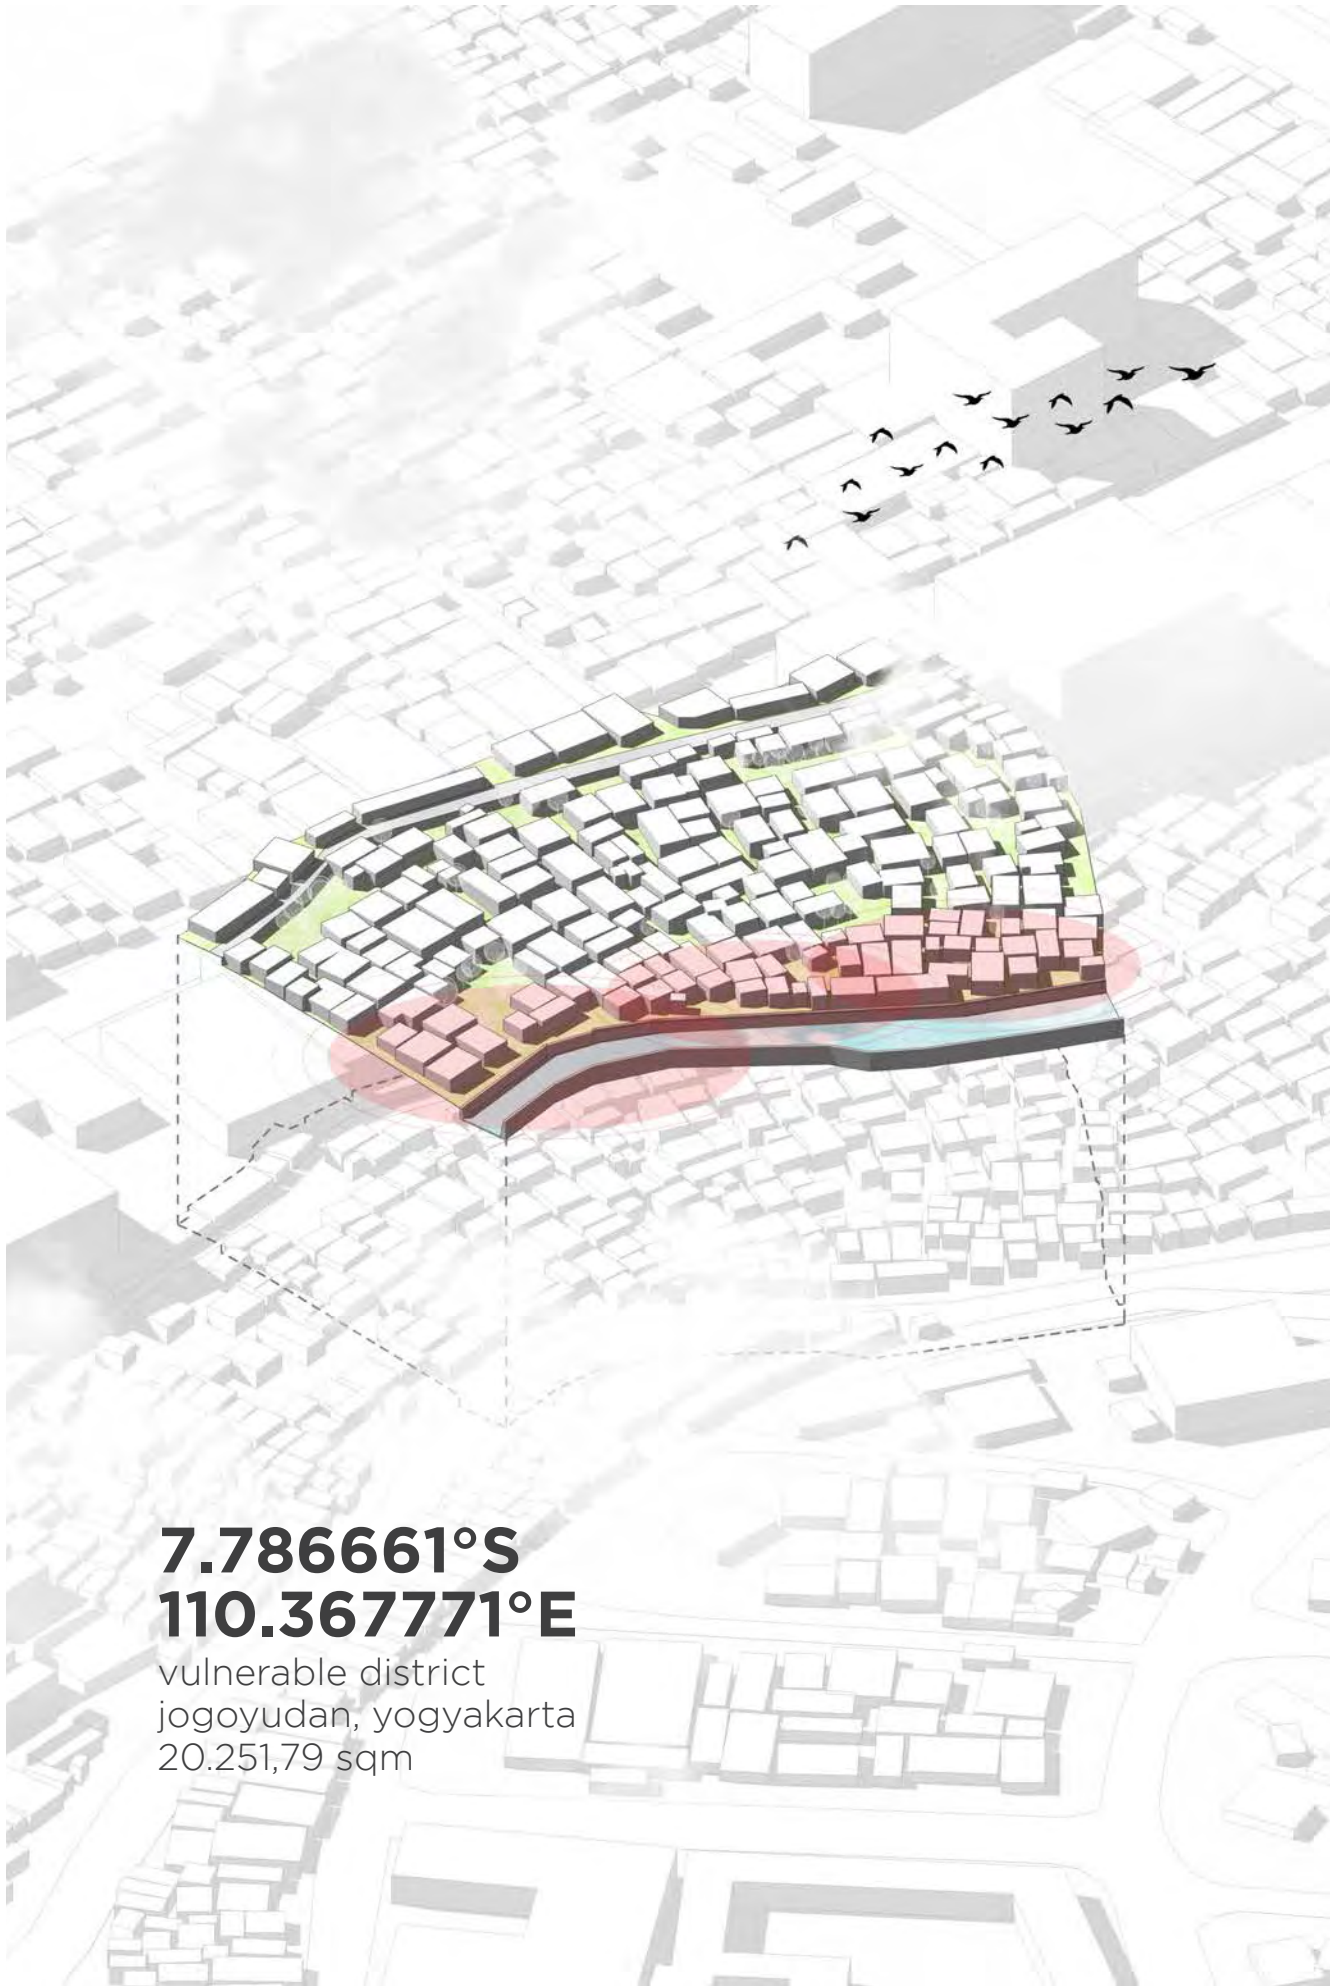 7.786661°S
110.367771°E
vulnerable district
jogoyudan, yogyakarta
20.251,79 sqm